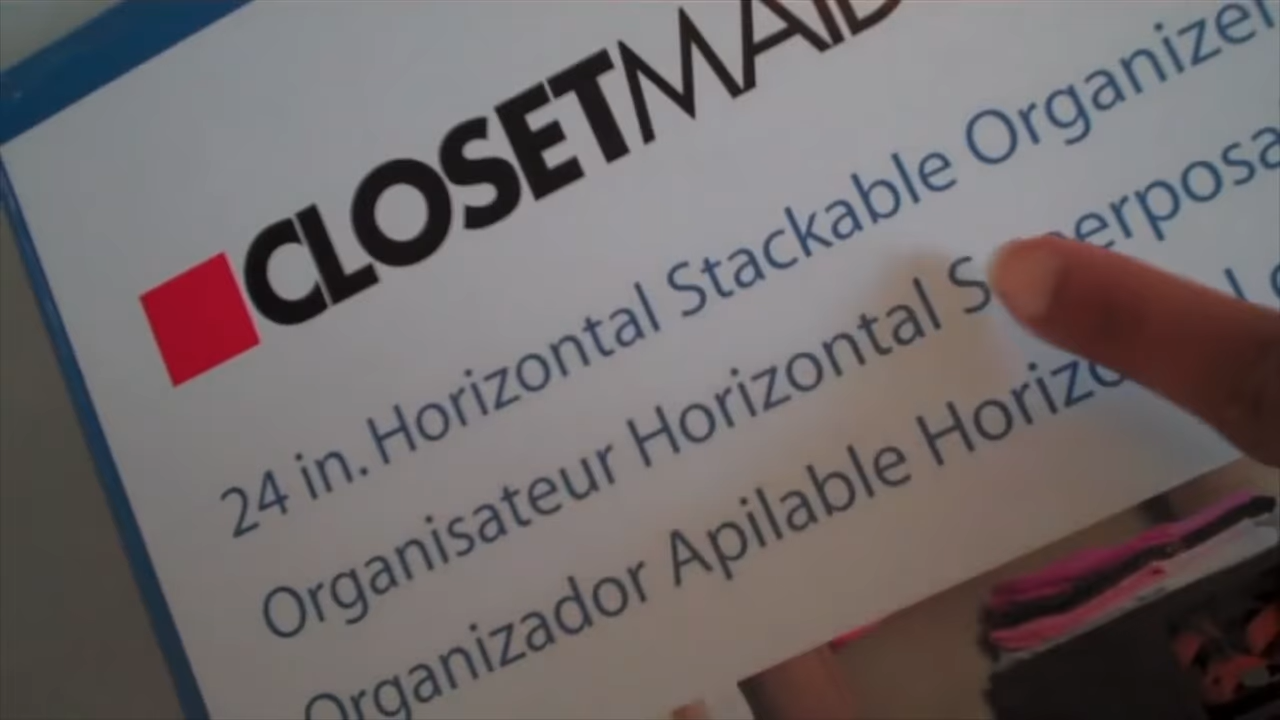 CLOSETMAID
24 in. Horizontal Stackable Organizer
Organisateur Horizontal
Organizador Apilable